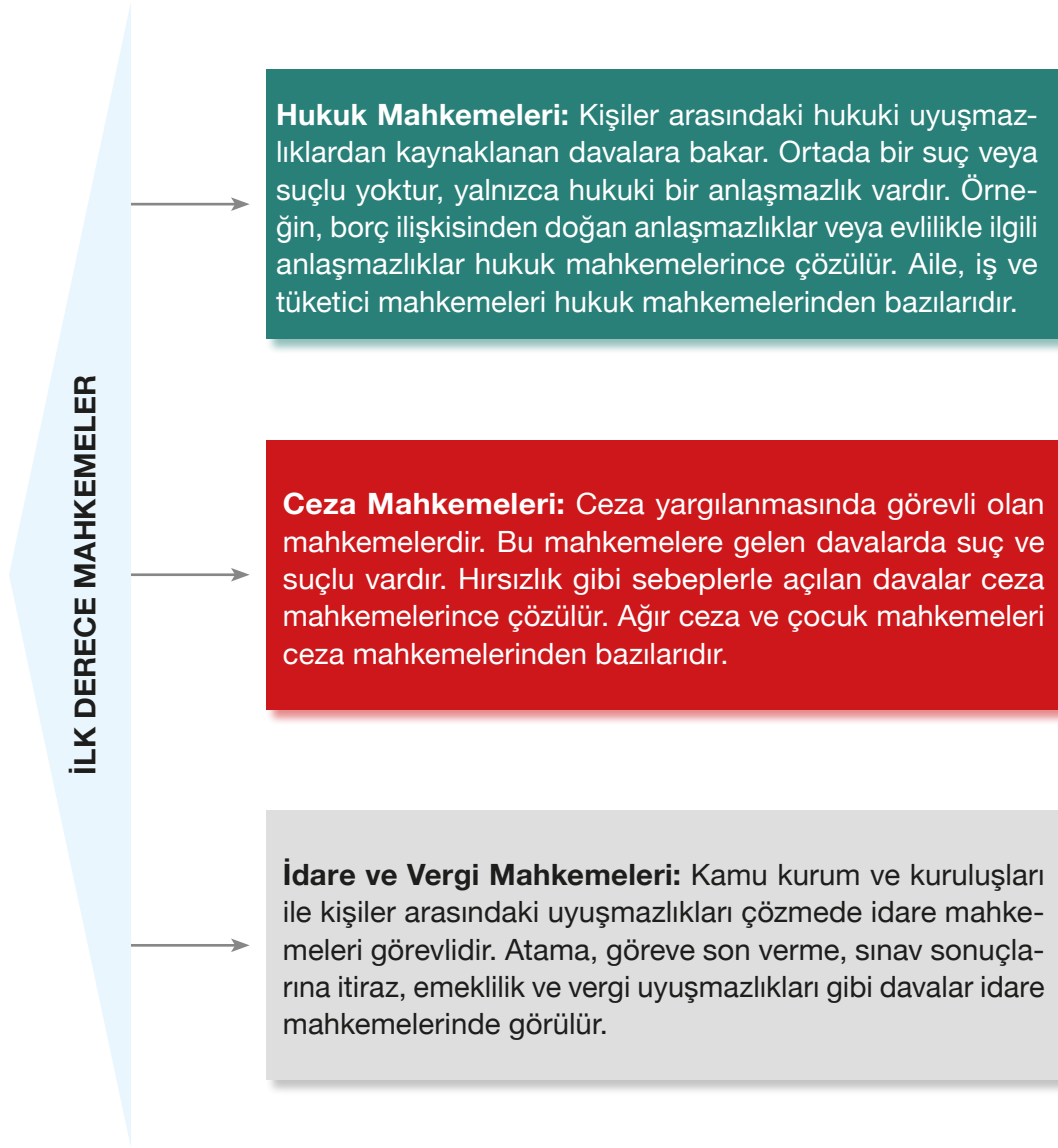 İLK DERECE MAHKEMELER
Hukuk Mahkemeleri: Kişiler arasındaki hukuki uyuşmaz-
lıklardan kaynaklanan davalara bakar. Ortada bir suç veya
suçlu yoktur, yalnızca hukuki bir anlaşmazlık vardır. Örne-
ğin, borç ilişkisinden doğan anlaşmazlıklar veya evlilikle ilgili
anlaşmazlıklar hukuk mahkemelerince çözülür. Aile, iş ve
tüketici mahkemeleri hukuk mahkemelerinden bazılarıdır.
Ceza Mahkemeleri: Ceza yargılanmasında görevli olan
mahkemelerdir. Bu mahkemelere gelen davalarda suç ve
suçlu vardır. Hırsızlık gibi sebeplerle açılan davalar ceza
mahkemelerince çözülür. Ağır ceza ve çocuk mahkemeleri
ceza mahkemelerinden bazılarıdır.
İdare ve Vergi Mahkemeleri: Kamu kurum ve kuruluşları
ile kişiler arasındaki uyuşmazlıkları çözmede idare mahke-
meleri görevlidir. Atama, göreve son verme, sınav sonuçla-
rına itiraz, emeklilik ve vergi uyuşmazlıkları gibi davalar idare
mahkemelerinde görülür.